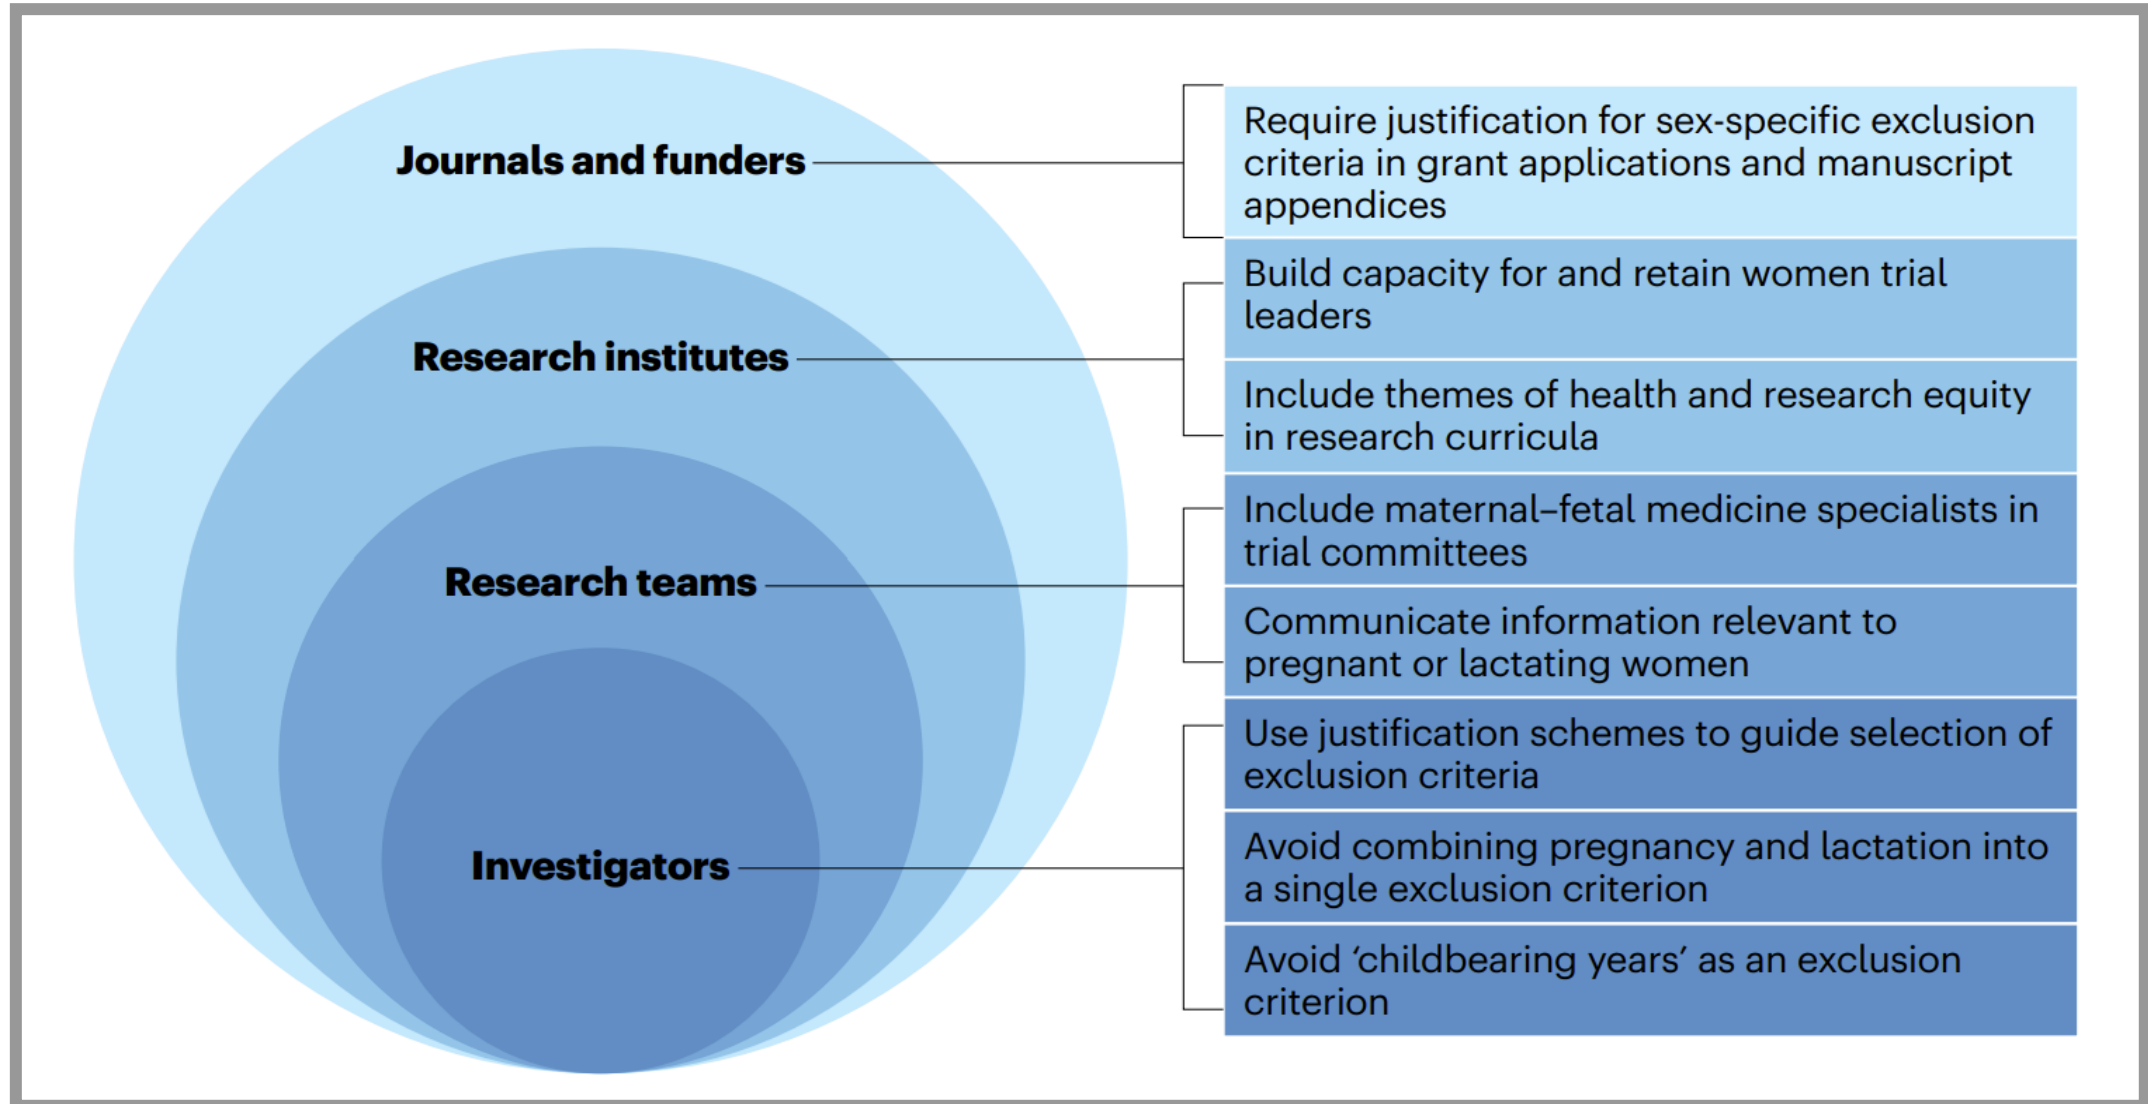 Journals and funders
Require justification for sex-specific exclusion
criteria in grant applications and manuscript
appendices
Research institutes
Build capacity for and retain women trial
leaders
Include themes of health and research equity
in research curricula
Research teams
Include maternal–fetal medicine specialists in
trial committees
Communicate information relevant to
pregnant or lactating women
Investigators
Use justification schemes to guide selection of
exclusion criteria
Avoid combining pregnancy and lactation into
a single exclusion criterion
Avoid ‘childbearing years’ as an exclusion
criterion